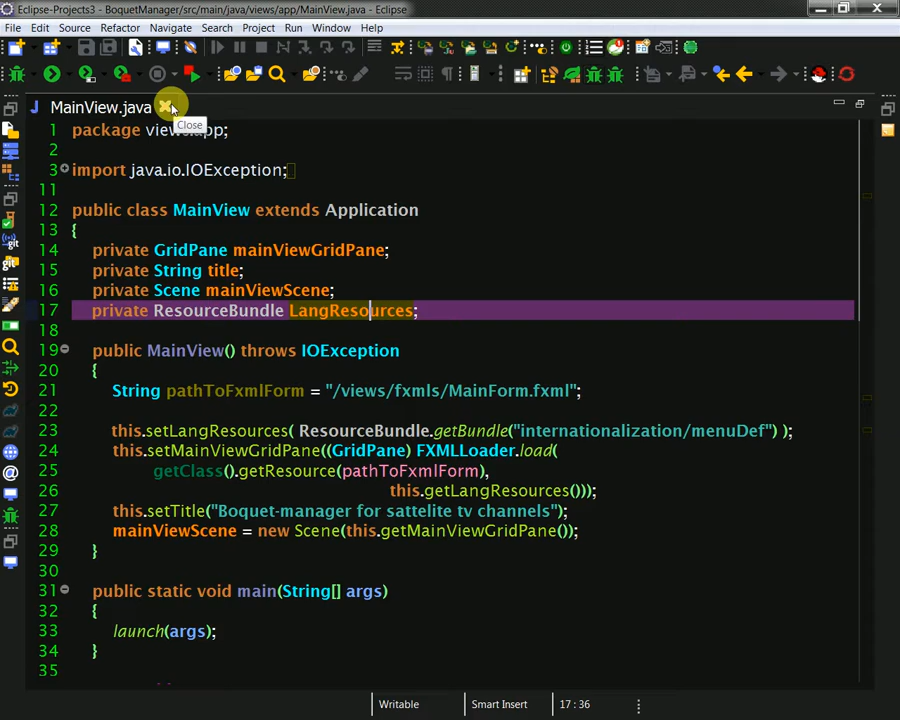 Eclipse-Projects3 - BoquetManager/src/main/java/views/app/MainView.java - Eclipse
File Edit Source Refactor Navigate Search Project Run Window Help
J MainView.java
Close
1 package views.app;
2
3 import java.io.IOException;
11
12 public class MainView extends Application
13 {
14 private GridPane mainViewGridPane;
15 private String title;
16 private Scene mainViewScene;
17 private ResourceBundle LangResources;
18
19 public MainView() throws IOException
20 {
21 String pathToFxmlForm = "/views/fxmls/MainForm.fxml";
22
23 this.setLangResources( ResourceBundle.getBundle("internationalization/menuDef") );
24 this.setMainViewGridPane((GridPane) FXMLLoader.load(
25 getClass().getResource(pathToFxmlForm),
26 this.getLangResources()));
27 this.setTitle("Boquet-manager for sattelite tv channels");
28 mainViewScene = new Scene(this.getMainViewGridPane());
29 }
30
31 public static void main(String[] args)
32 {
33 launch(args);
34 }
35
Writable Smart Insert 17 : 36